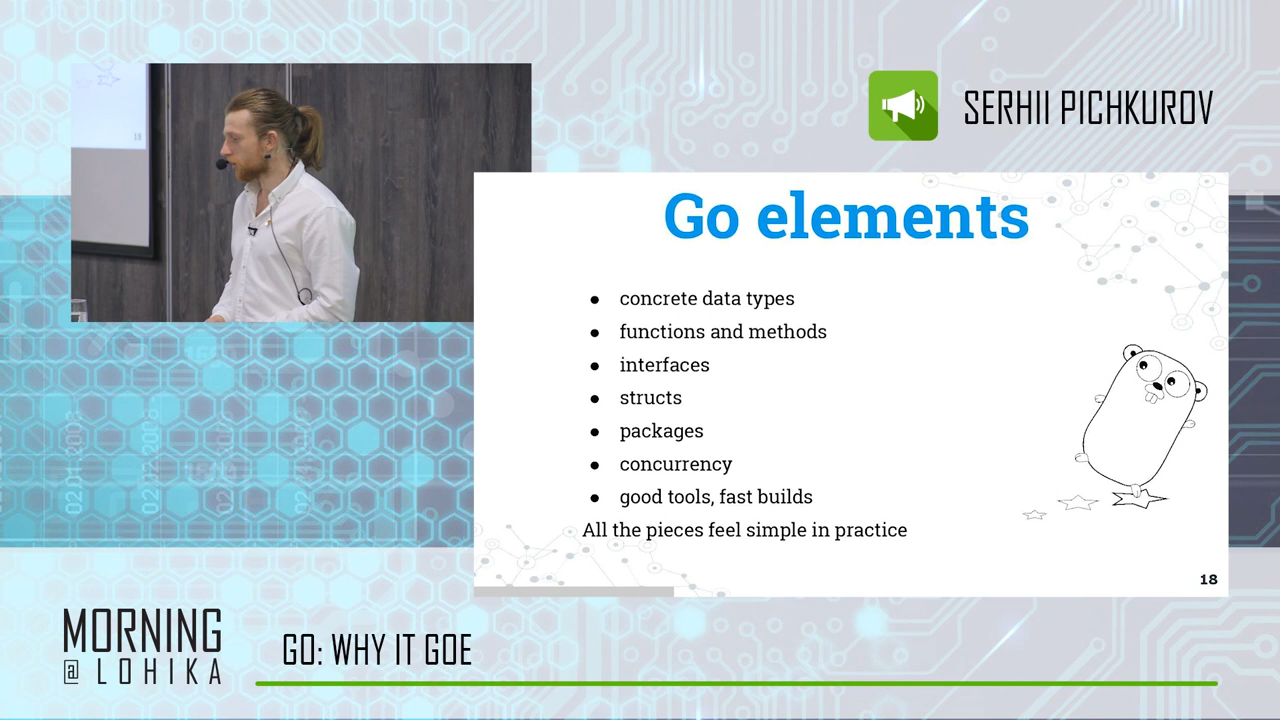 SERHII PICHKUROV
18
Go elements
● concrete data types
● functions and methods
● interfaces
● structs
● packages
● concurrency
● good tools, fast builds
All the pieces feel simple in practice
18
MORNING
@ LOHIKA
GO: WHY IT GOE